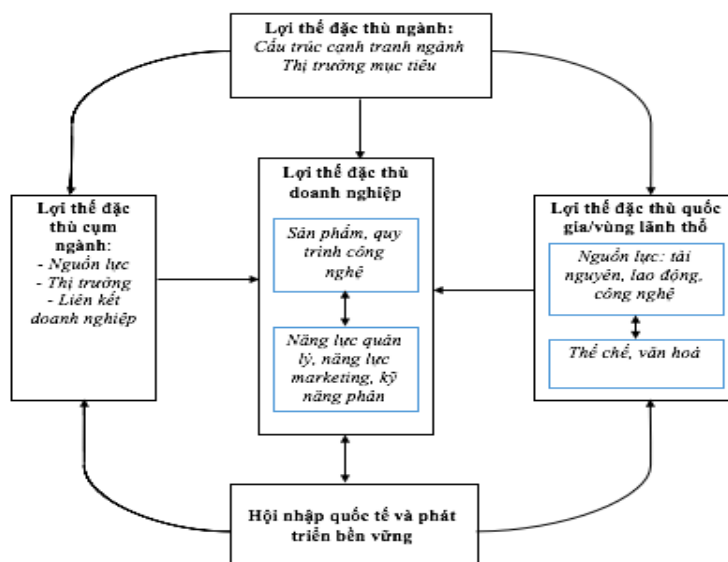 Lợi thế đặc thù ngành:
Cấu trúc cạnh tranh ngành
Thị trường mục tiêu
Lợi thế đặc thù cụm ngành:
- Nguồn lực
- Thị trường
- Liên kết
doanh nghiệp
Lợi thế đặc thù
doanh nghiệp
Sản phẩm, quy
trình công
nghệ
Năng lực quản
lý, năng lực
marketing, kỹ
năng phân
Lợi thế đặc thù quốc
gia/vùng lãnh thổ
Nguồn lực: tài
nguyên, lao động,
công nghệ
Thể chế, văn hoá
Hội nhập quốc tế và phát
triển bền vững